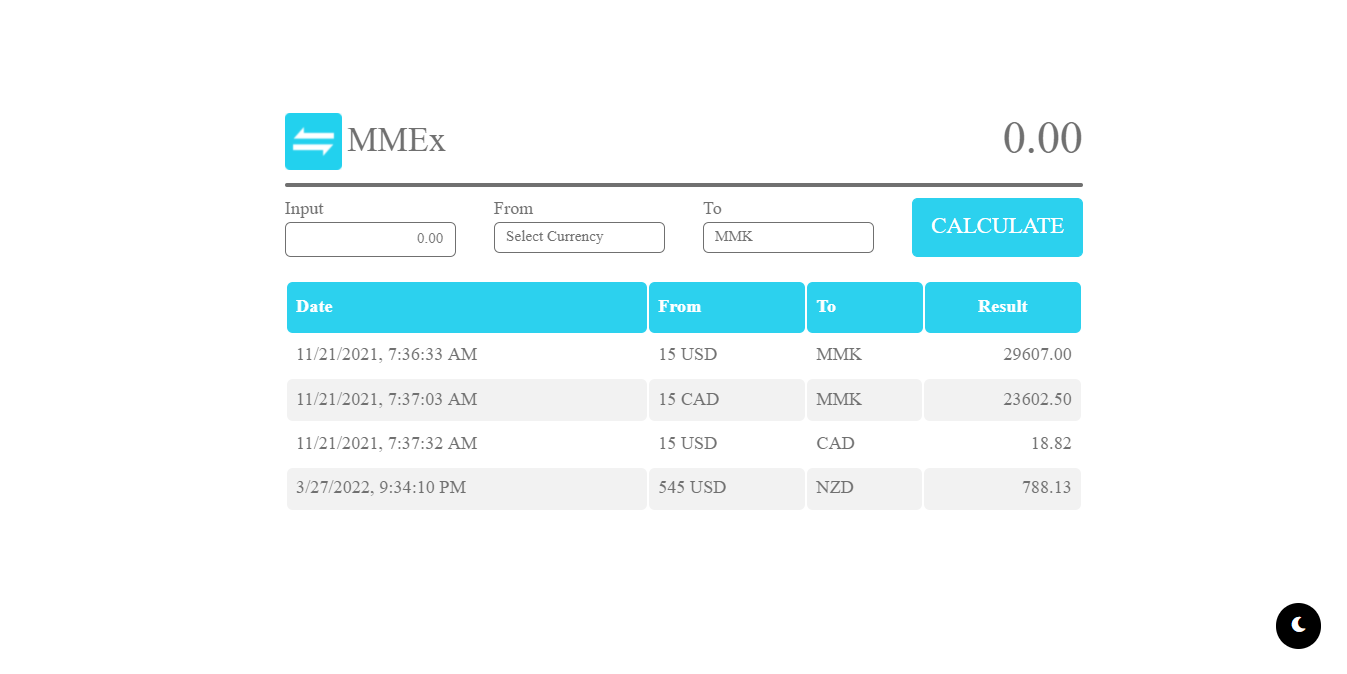 MMEx 0.00
Input From To
0.00 Select Currency MMK CALCULATE
Date From To Result
11/21/2021, 7:36:33 AM 15 USD MMK 29607.00
11/21/2021, 7:37:03 AM 15 CAD MMK 23602.50
11/21/2021, 7:37:32 AM 15 USD CAD 18.82
3/27/2022, 9:34:10 PM 545 USD NZD 788.13